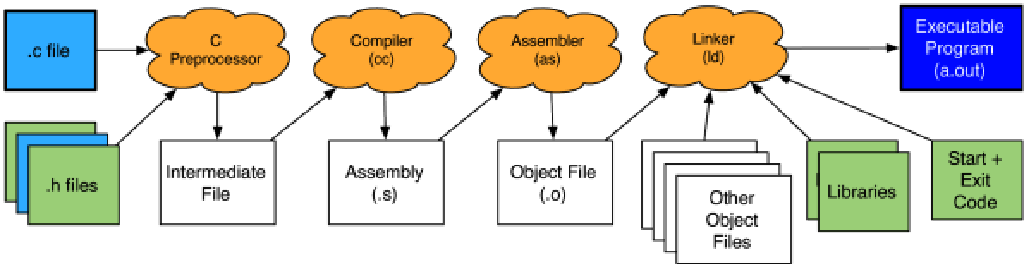 .c file
C
Preprocessor
Compiler
(cc)
Assembler
(as)
Linker
(ld)
Executable
Program
(a.out)
.h files
Intermediate
File
Assembly
(.s)
Object File
(.o)
Other
Object
Files
Libraries
Start +
Exit
Code